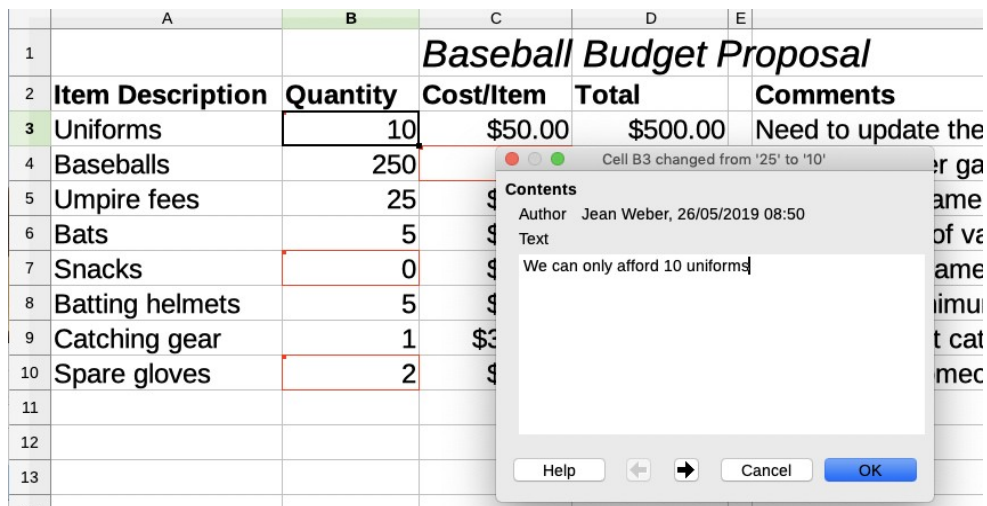 A B C D E
1 Baseball Budget Proposal
2 Item Description Quantity Cost/Item Total Comments
3 Uniforms 10 $50.00 $500.00 Need to update the
4 Baseballs 250
5 Umpire fees 25 $
6 Bats 5 $ of
7 Snacks 0 $
8 Batting helmets 5 $
9 Catching gear 1 $3
10 Spare gloves 2 $
11
12
13
Cell B3 changed from '25' to '10'
Contents
Author Jean Weber, 26/05/2019 08:50
Text
We can only afford 10 uniforms
Help Cancel OK